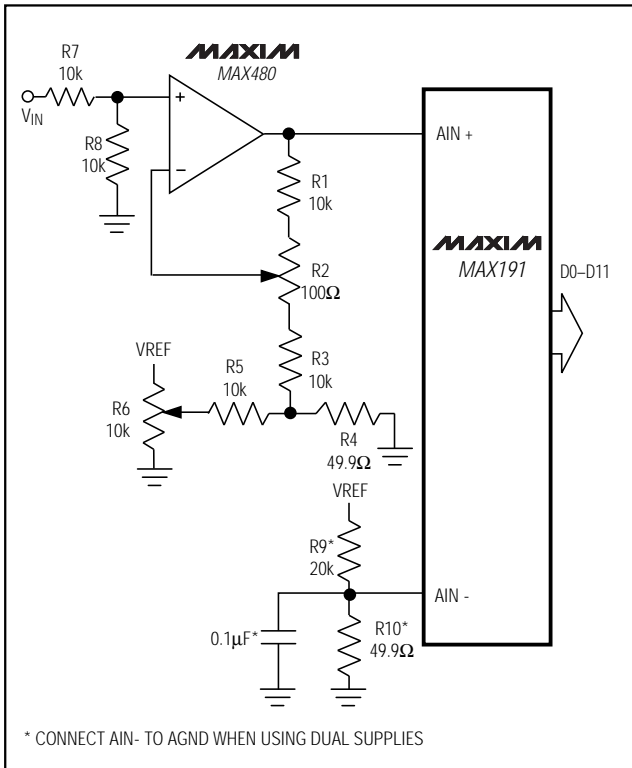 MAXIM
MAX480
R7
10k
VIN
R8
10k
+
−
R1
10k
R2
100Ω
R3
10k
VREF
R5
10k
R6
10k
R4
49.9Ω
VREF
R9*
20k
0.1μF*
R10*
49.9Ω
AIN +
MAXIM
MAX191
D0–D11
AIN -
* CONNECT AIN- TO AGND WHEN USING DUAL SUPPLIES